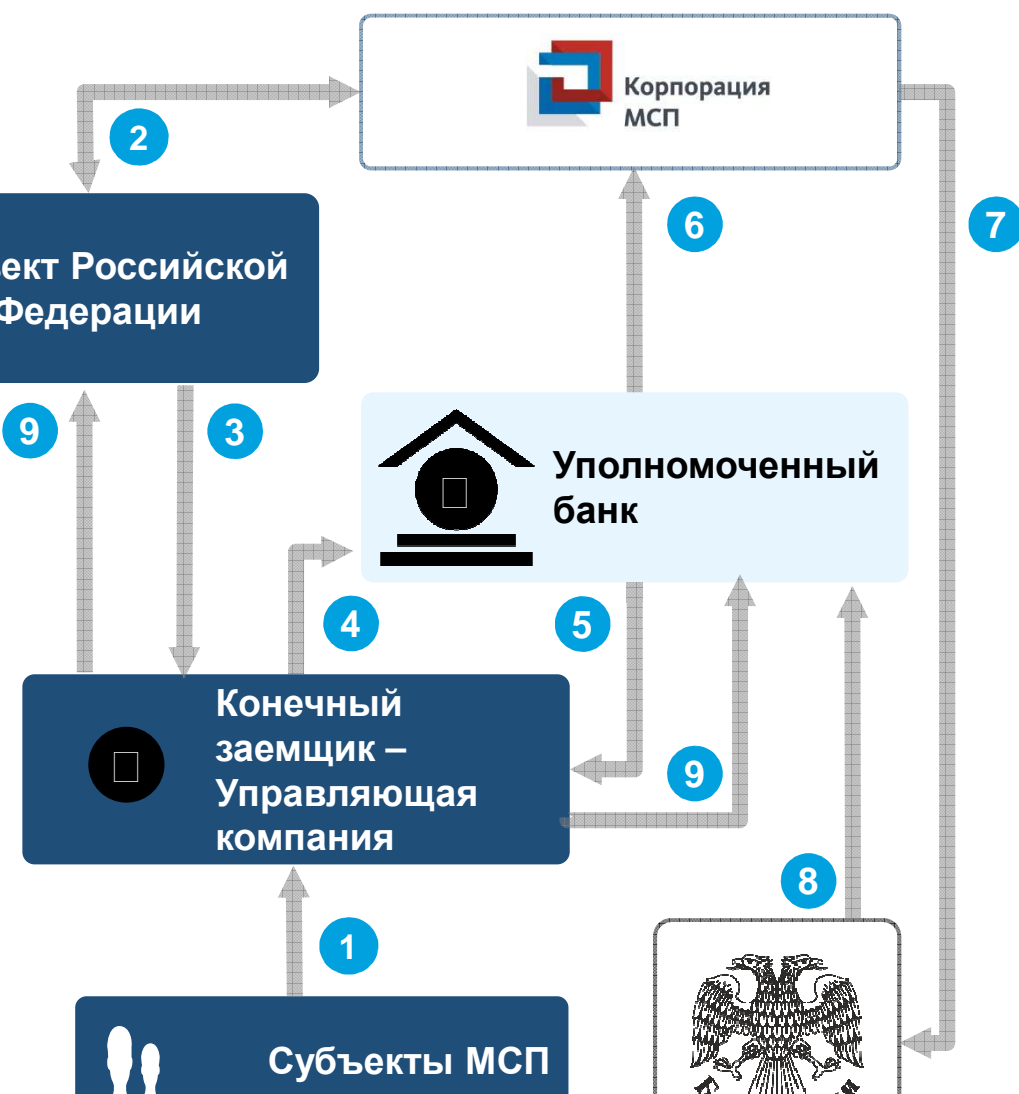 Корпорация
МСП
2
6
7
ект Российской
Федерации
9
3
Уполномоченный
банк
4
5
Конечный
заемщик –
Управляющая
компания
9
8
1
Субъекты МСП